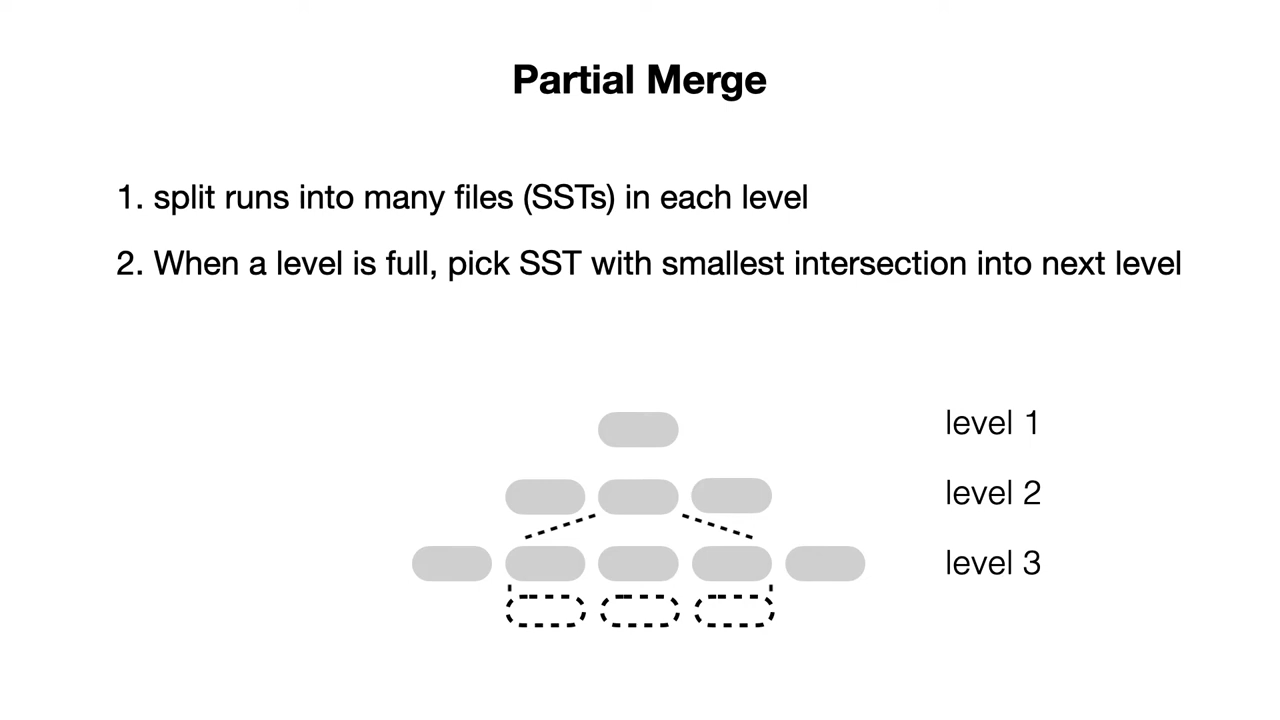 Partial Merge
1. split runs into many files (SSTs) in each level
2. When a level is full, pick SST with smallest intersection into next level
level 1
level 2
level 3